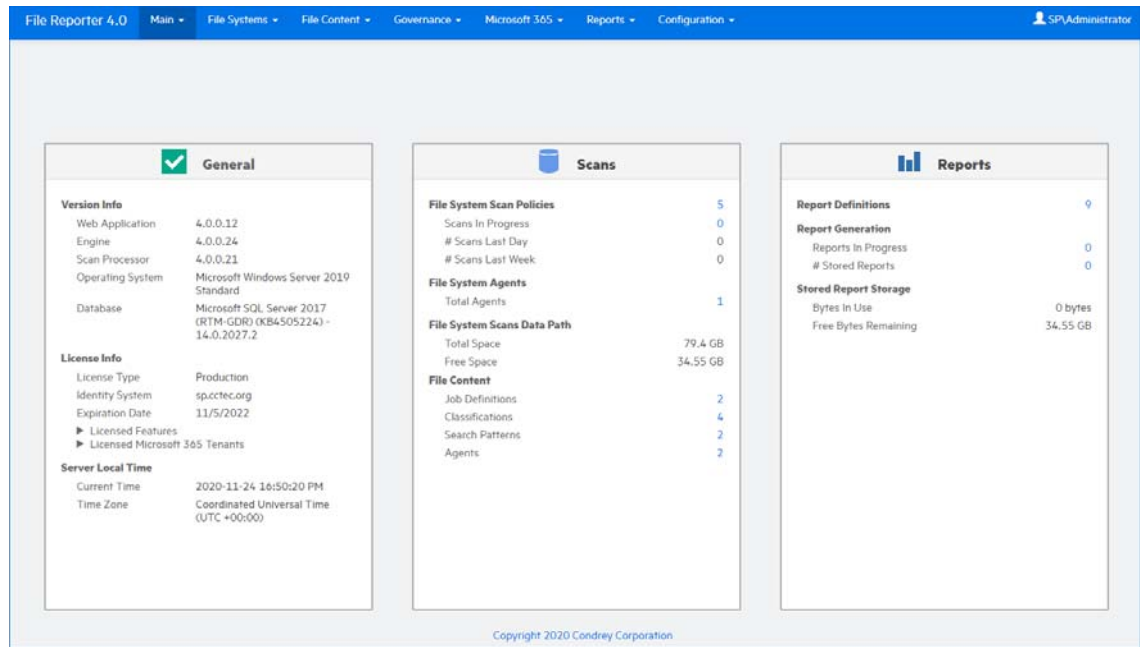 File Reporter 4.0 Main File Systems File Content Governance Microsoft 365 Reports Configuration SP\Administrator
General
Version Info
Web Application 4.0.0.12
Engine 4.0.0.24
Scan Processor 4.0.0.21
Operating System Microsoft Windows Server 2019
Standard
Database Microsoft SQL Server 2017
(RTM-GDR) (KB4505224) -
14.0.2027.2
License Info
License Type Production
Identity System sp.cctec.org
Expiration Date 11/5/2022
Licensed Features
Licensed Microsoft 365 Tenants
Server Local Time
Current Time 2020-11-24 16:50:20 PM
Time Zone Coordinated Universal Time
(UTC +00:00)
Scans
File System Scan Policies 5
Scans In Progress 0
# Scans Last Day 0
# Scans Last Week 0
File System Agents
Total Agents 1
File System Scans Data Path
Total Space 79.4 GB
Free Space 34.55 GB
File Content
Job Definitions 2
Classifications 4
Search Patterns 2
Agents 2
Reports
Report Definitions 9
Report Generation
Reports In Progress 0
# Stored Reports 0
Stored Report Storage
Bytes In Use 0 bytes
Free Bytes Remaining 34.55 GB
Copyright 2020 Condrey Corporation